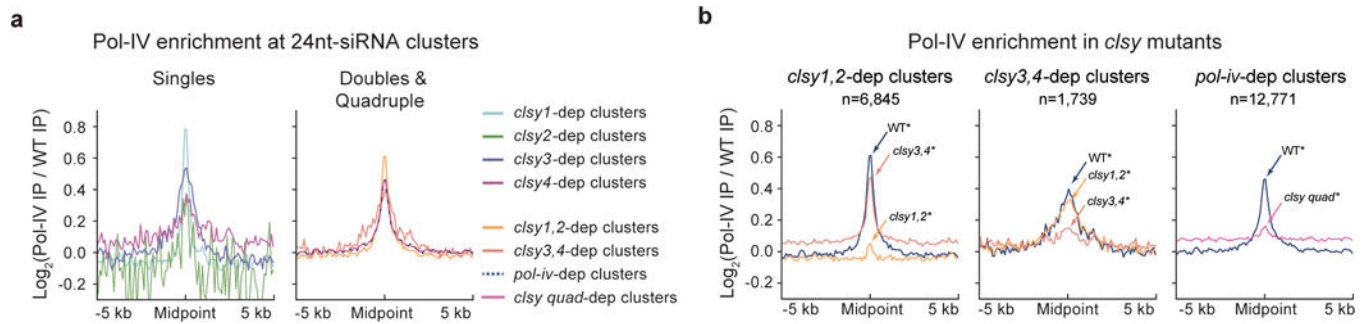 a
Pol-IV enrichment at 24nt-siRNA clusters
Singles
Doubles &
Quadruple
Log2(Pol-IV IP / WT IP)
0.8
0.6
0.4
0.2
0.0
-0.2
-5 kb Midpoint 5 kb
-5 kb Midpoint 5 kb
clsy1-dep clusters
clsy2-dep clusters
clsy3-dep clusters
clsy4-dep clusters
clsy1,2-dep clusters
clsy3,4-dep clusters
pol-iv-dep clusters
clsy quad-dep clusters
b
Pol-IV enrichment in clsy mutants
clsy1,2-dep clusters
n=6,845
clsy3,4-dep clusters
n=1,739
pol-iv-dep clusters
n=12,771
Log2(Pol-IV IP / WT IP)
0.8
0.6
0.4
0.2
0.0
-0.2
WT*
clsy3,4*
clsy1,2*
-5 kb Midpoint 5 kb
WT*
clsy1,2*
clsy3,4*
-5 kb Midpoint 5 kb
WT*
clsy quad*
-5 kb Midpoint 5 kb